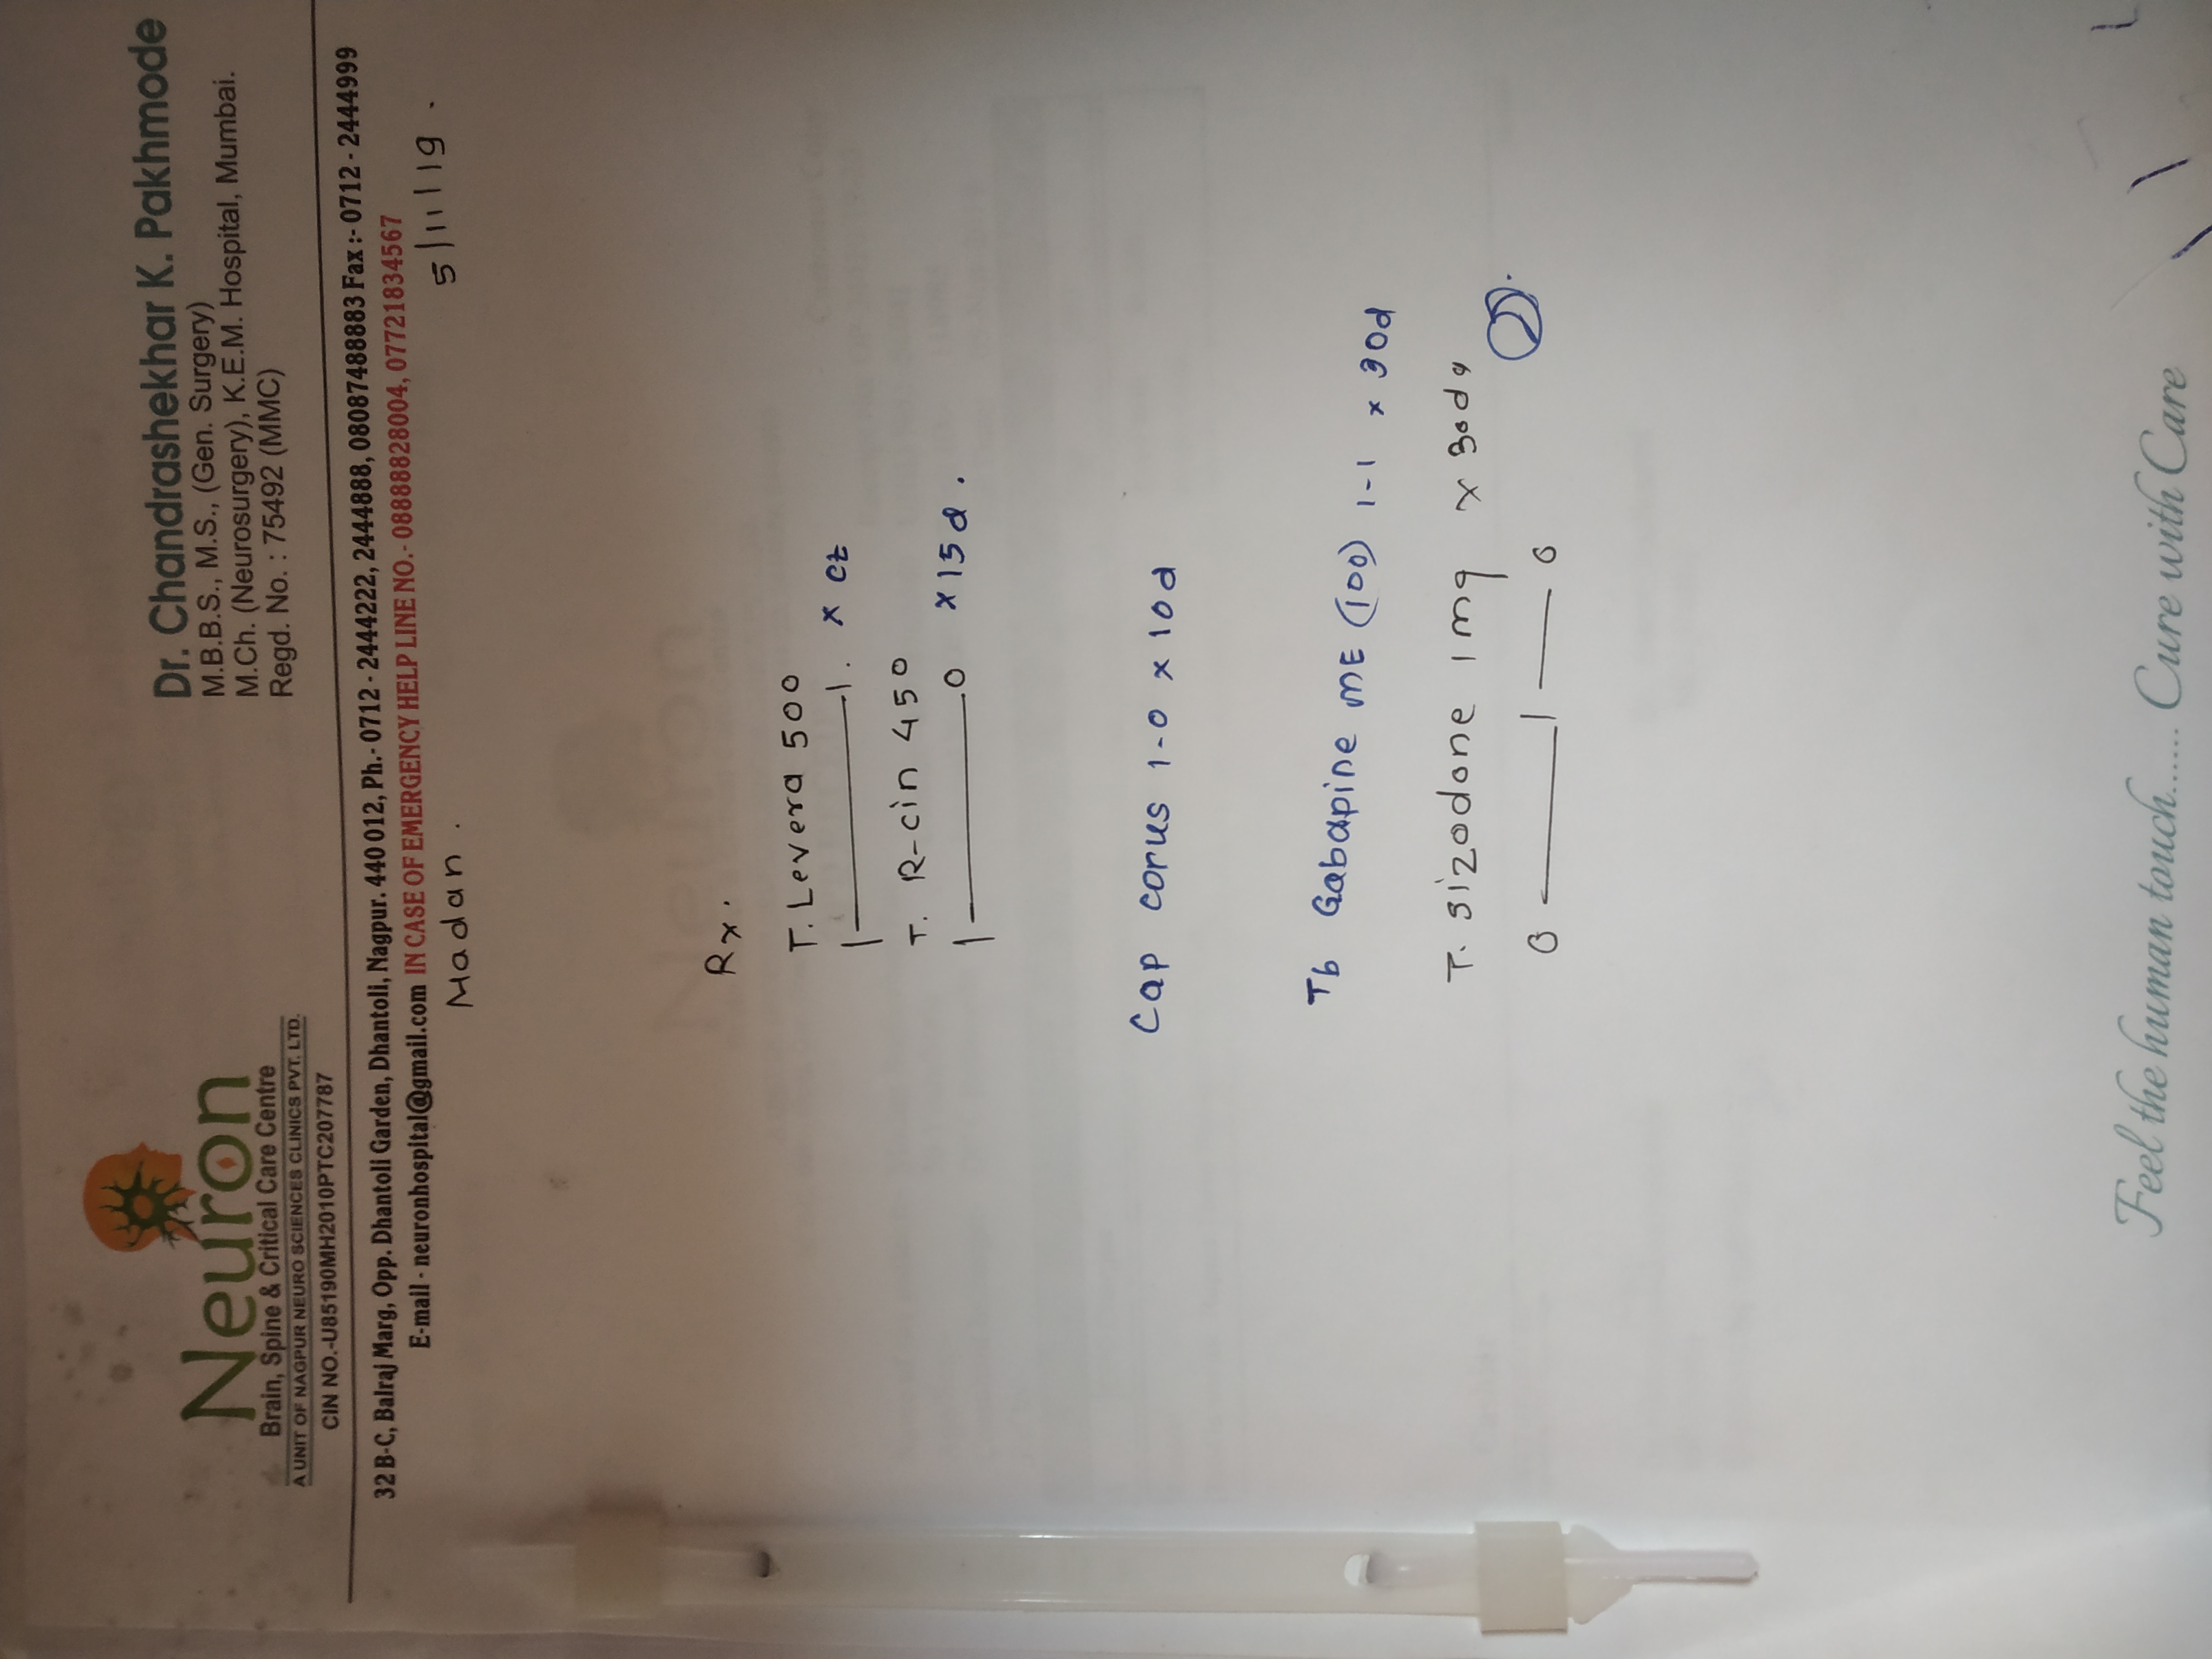 Neuron
Brain, Spine & Critical Care Centre
A UNIT OF NAGPUR NEURO SCIENCES CLINICS PVT. LTD.
CIN NO.-U85190MH2010PTC207787
Dr. Chandrashekhar K. Pakhmode
M.B.B.S., M.S., (Gen. Surgery)
M.Ch. (Neurosurgery), K.E.M. Hospital, Mumbai.
Regd. No. : 75492 (MMC)
32 B-C, Balraj Marg, Opp. Dhantoli Garden, Dhantoli, Nagpur. 440 012, Ph.- 0712 - 2444222, 2444888, 08087488883 Fax :- 0712 - 2444999
E-mail - neuronhospital@gmail.com IN CASE OF EMERGENCY HELP LINE NO.- 08888828004, 07721834567
Madan.
5/11/19.
Rx.
T. Levera 500
1—1. x ct
T. R-cin 450
1—0 x 15d.
Cap corus 1-0 x 10d
Tb Gabapine ME (100) 1-1 x 30d
T. sizodone 1 mg x 30dy
0—1—0
Feel the human touch..... Cure with Care